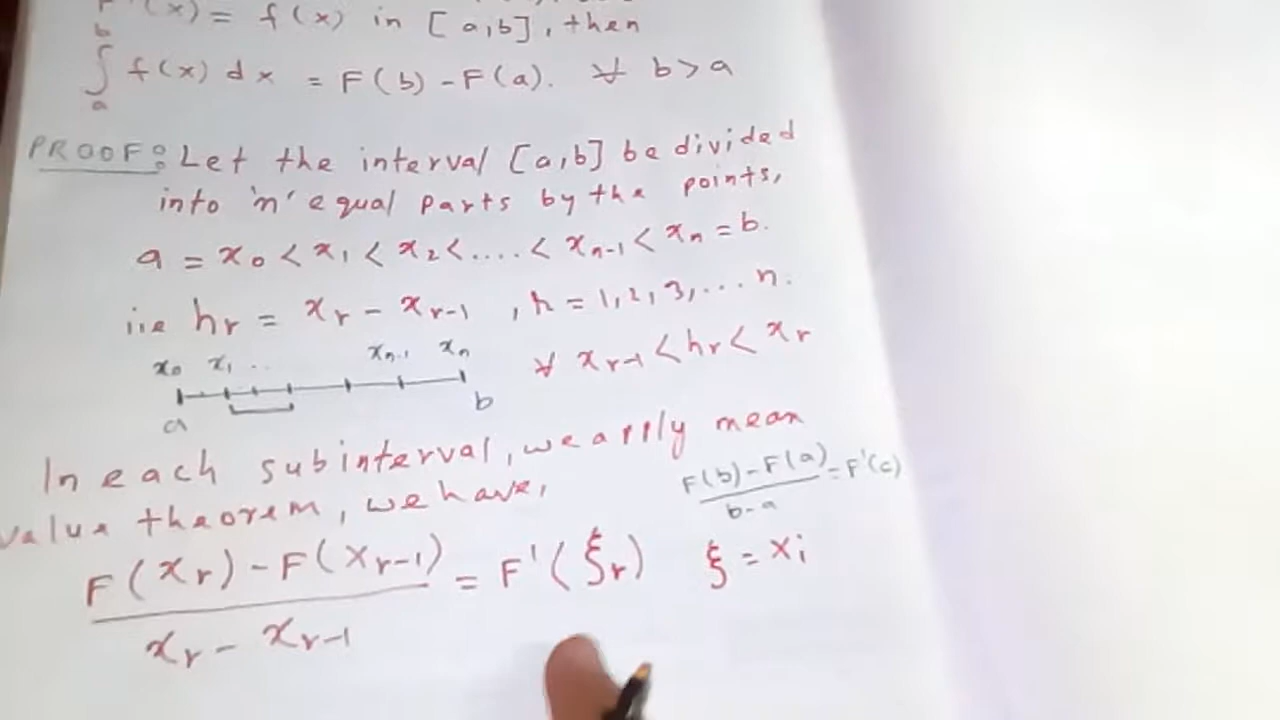 F'(x) = f(x) in [a,b], then
∫ₐᵇ f(x) dx = F(b) - F(a). ∀ b > a
PROOF: Let the interval [a,b] be divided
into 'n' equal parts by the points,
a = x₀ < x₁ < x₂ < .... < xₙ₋₁ < xₙ = b.
i.e hᵣ = xᵣ - xᵣ₋₁ , r = 1, 2, 3, ... n.
∀ xᵣ₋₁ < hᵣ < xᵣ
x₀ x₁ .. xₙ₋₁ xₙ
a b
In each subinterval, we apply mean
value theorem, we have,
(F(b) - F(a))/(b - a) = F'(c)
(F(xᵣ) - F(xᵣ₋₁))/(xᵣ - xᵣ₋₁) = F'(ξᵣ) ξ = xi